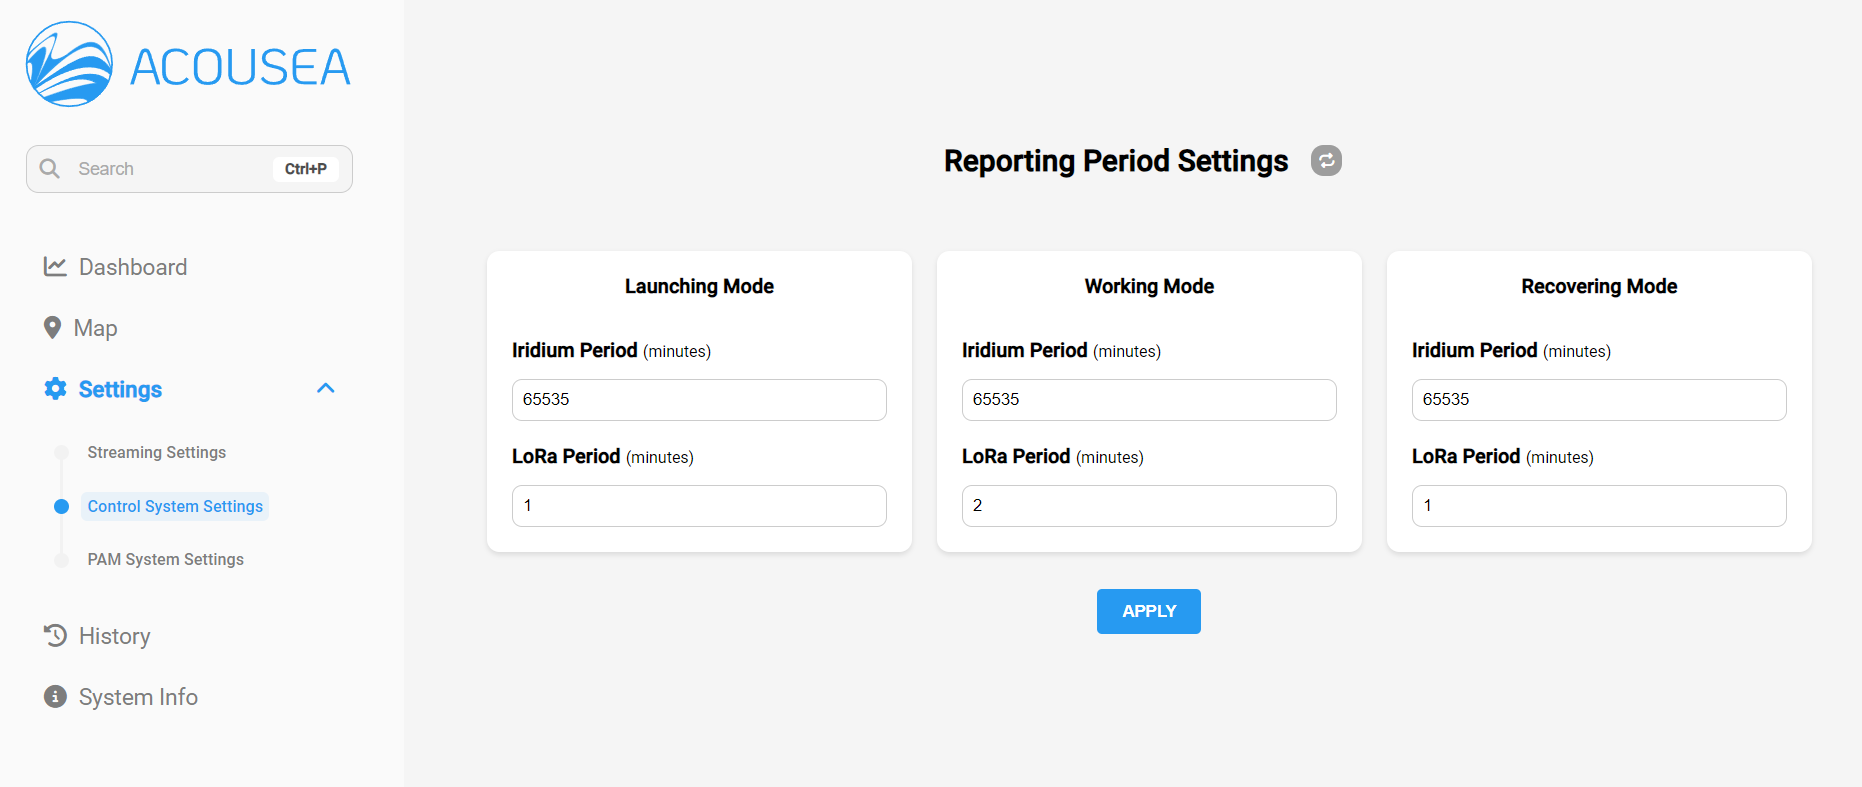 ACOUSEA
Search
Ctrl+P
Dashboard
Map
Settings
Streaming Settings
Control System Settings
PAM System Settings
History
System Info
Reporting Period Settings
Launching Mode
Iridium Period (minutes)
65535
LoRa Period (minutes)
1
Working Mode
Iridium Period (minutes)
65535
LoRa Period (minutes)
2
Recovering Mode
Iridium Period (minutes)
65535
LoRa Period (minutes)
1
APPLY